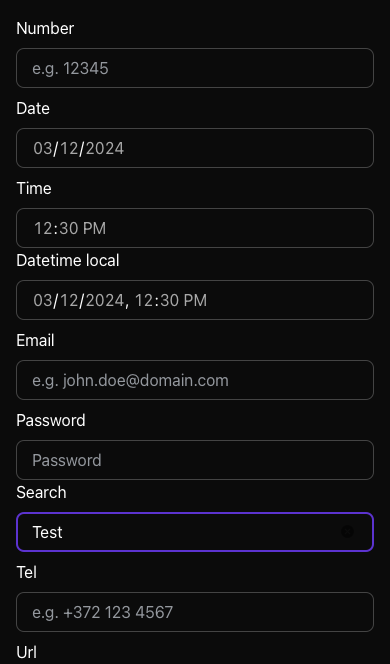 Number
e.g. 12345
Date
03/12/2024
Time
12:30 PM
Datetime local
03/12/2024, 12:30 PM
Email
e.g. john.doe@domain.com
Password
Password
Search
Test
Tel
e.g. +372 123 4567
Url